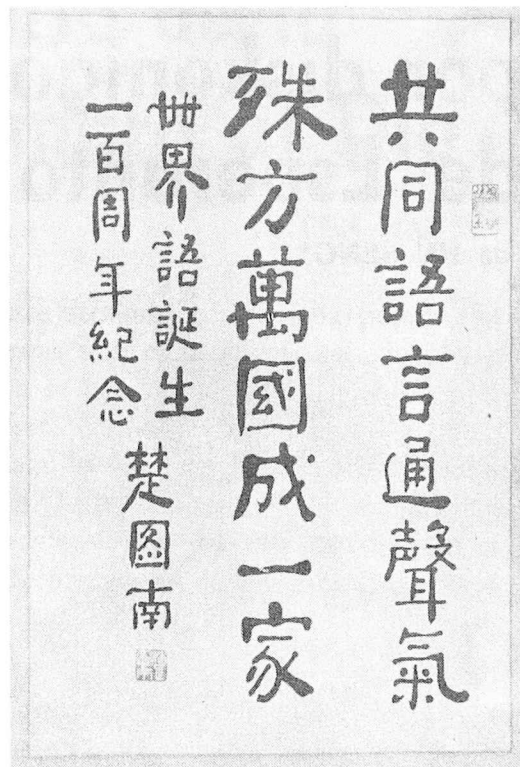 共同語言通聲氣
殊方萬國成一家
世界語誕生
一百周年紀念
楚圖南